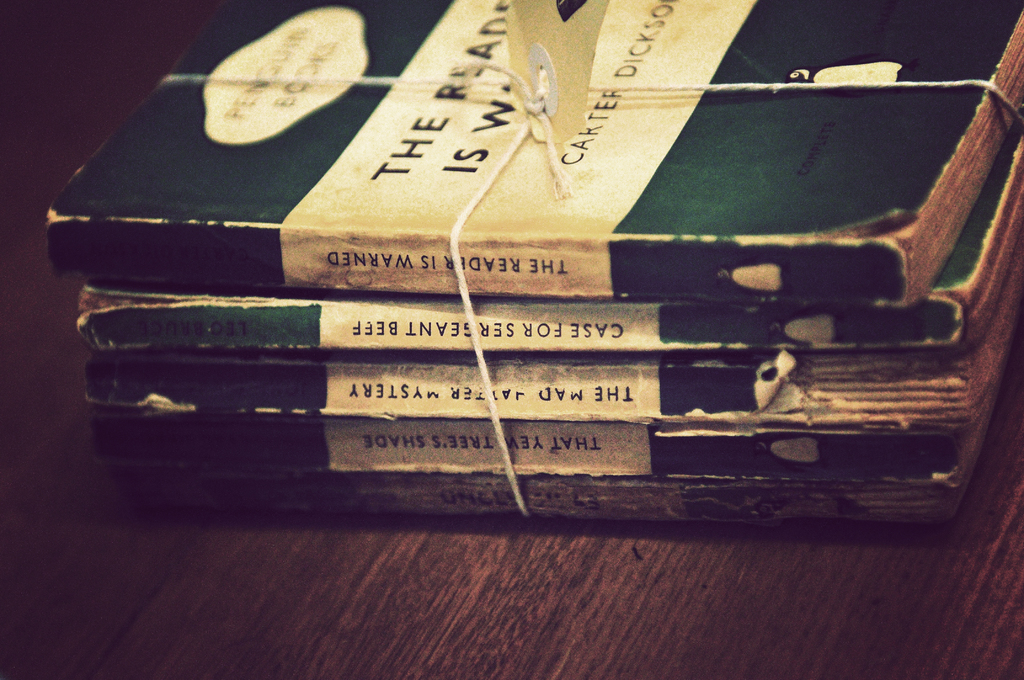 PENGUIN
BOOKS
THE READ
IS W
CARTER DICKSON
COMPLETE
THE READER IS WARNED
CASE FOR SERGEANT BEEF
LEO BRUCE
THE MAD HATTER MYSTERY
THAT YEW TREE'S SHADE